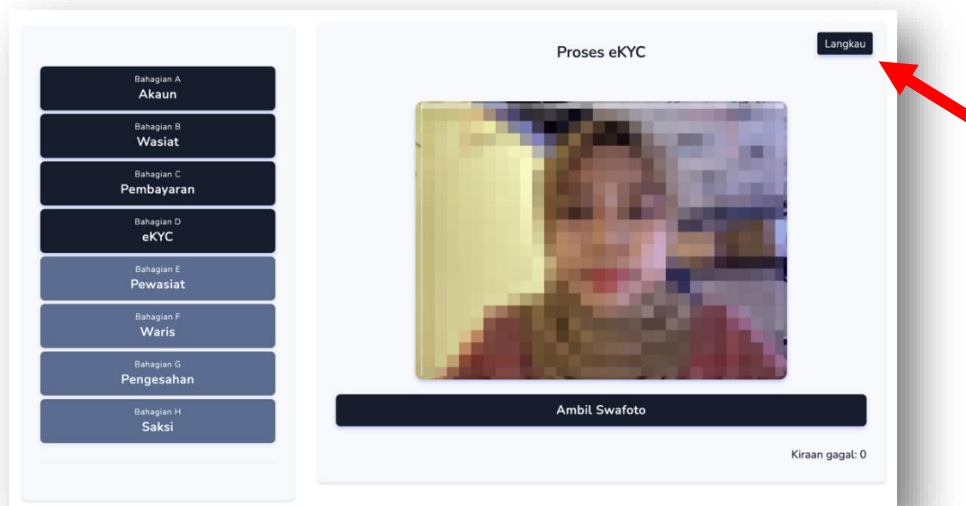 Bahagian A
Akaun
Bahagian B
Wasiat
Bahagian C
Pembayaran
Bahagian D
eKYC
Bahagian E
Pewasiat
Bahagian F
Waris
Bahagian G
Pengesahan
Bahagian H
Saksi
Proses eKYC
Langkau
Ambil Swafoto
Kiraan gagal: 0